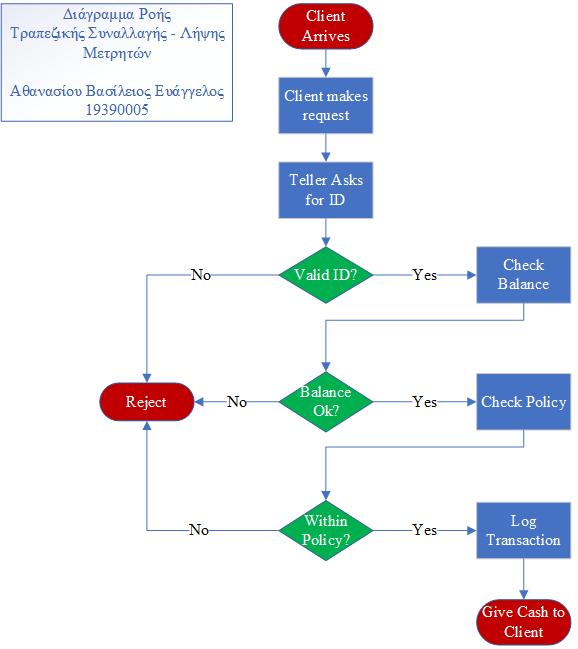 Διάγραμμα Ροής
Τραπεζικής Συναλλαγής - Λήψης
Μετρητών
Αθανασίου Βασίλειος Ευάγγελος
19390005
Client
Arrives
Client makes
request
Teller Asks
for ID
Valid ID?
No
Yes
Check
Balance
Reject
No
Balance
Ok?
Yes
Check Policy
No
Within
Policy?
Yes
Log
Transaction
Give Cash to
Client